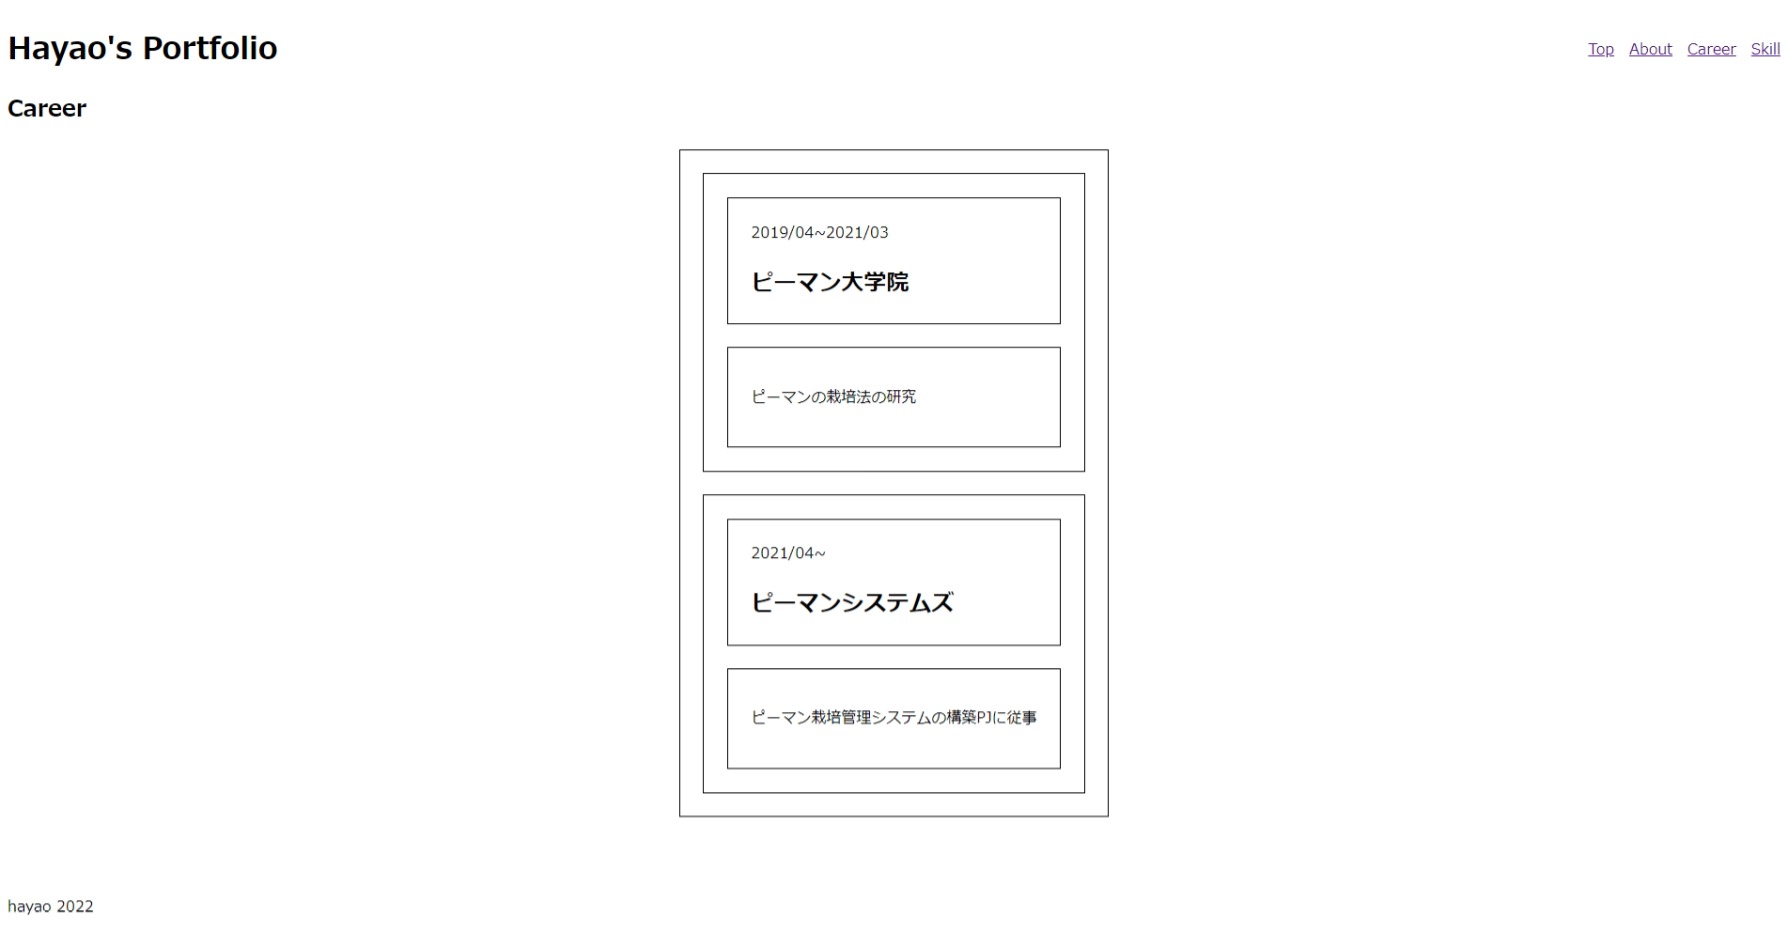 Hayao's Portfolio
Top About Career Skill
Career
2019/04~2021/03
ピーマン大学院
ピーマンの栽培法の研究
2021/04~
ピーマンシステムズ
ピーマン栽培管理システムの構築PJに従事
hayao 2022